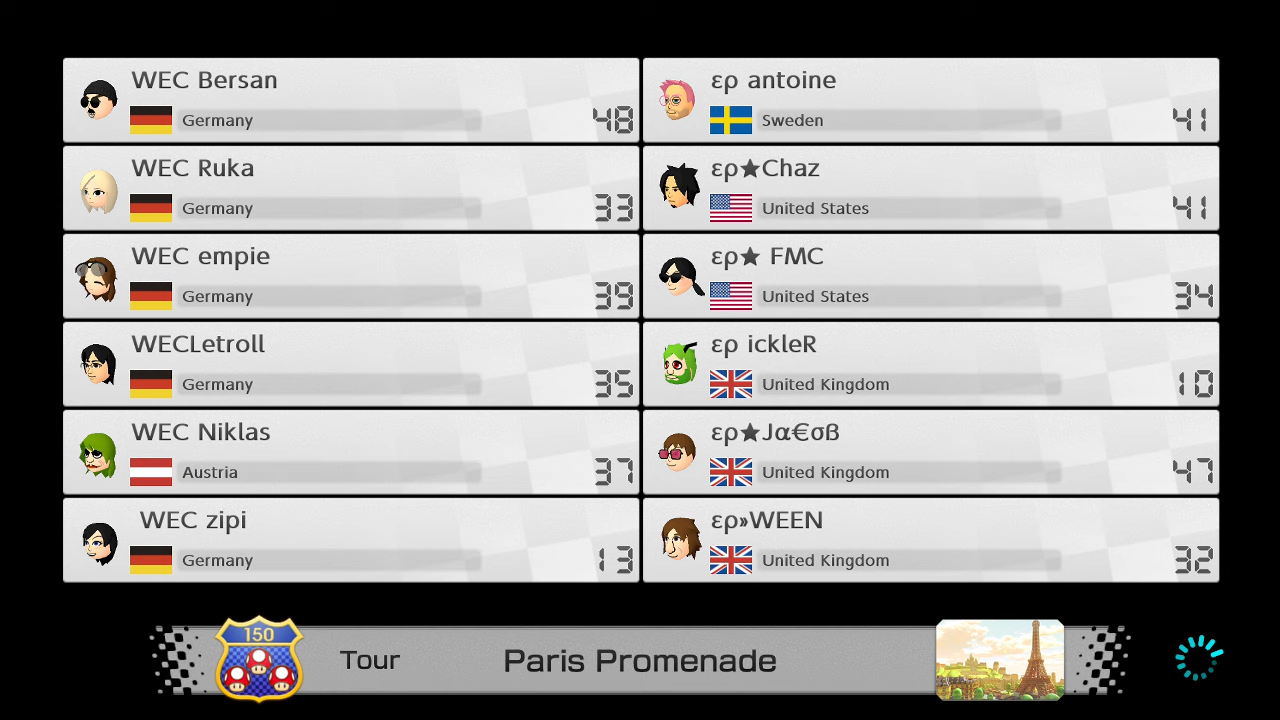 WEC Bersan
Germany
48
WEC Ruka
Germany
33
WEC empie
Germany
39
WECLetroll
Germany
35
WEC Niklas
Austria
37
WEC zipi
Germany
13
ερ antoine
Sweden
41
ερ★Chaz
United States
41
ερ★ FMC
United States
34
ερ ickleR
United Kingdom
10
ερ★Jα€σß
United Kingdom
47
ερ»WEEN
United Kingdom
32
150
Tour
Paris Promenade